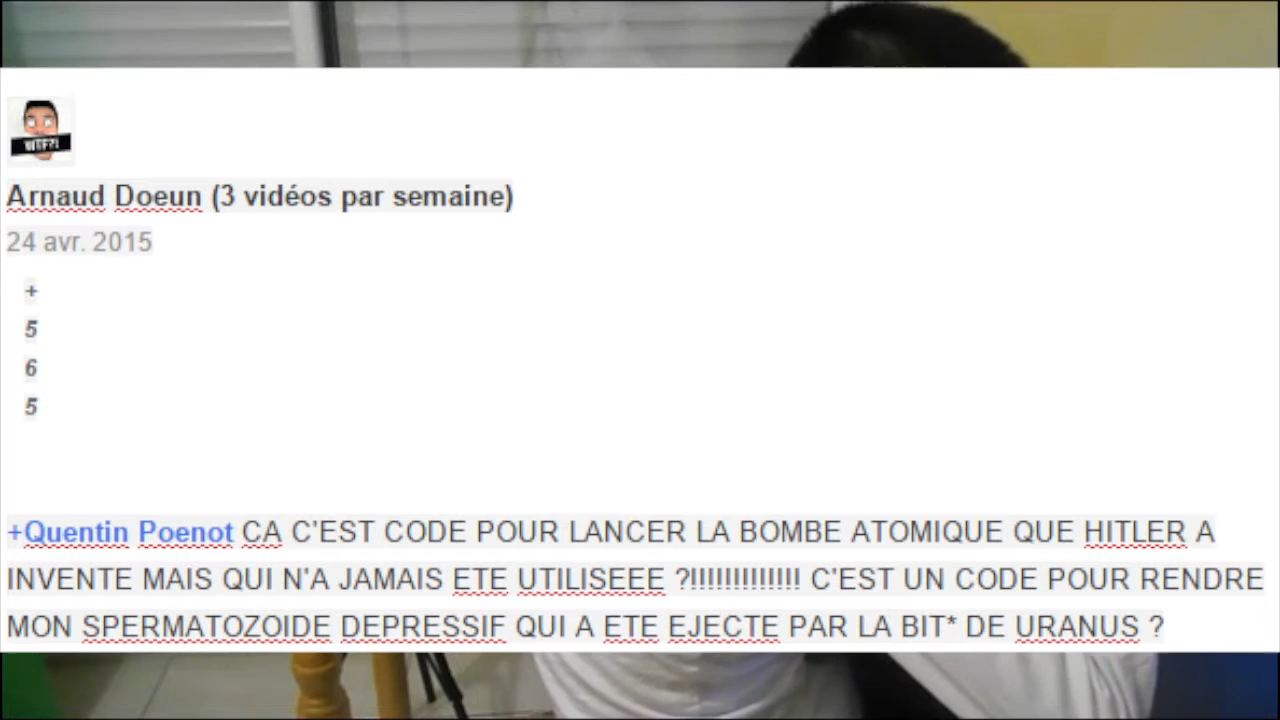 WTF?!
Arnaud Doeun (3 vidéos par semaine)
24 avr. 2015
+
5
6
5
+Quentin Poenot CA C'EST CODE POUR LANCER LA BOMBE ATOMIQUE QUE HITLER A
INVENTE MAIS QUI N'A JAMAIS ETE UTILISEEE ?!!!!!!!!!!!!! C'EST UN CODE POUR RENDRE
MON SPERMATOZOIDE DEPRESSIF QUI A ETE EJECTE PAR LA BIT* DE URANUS ?